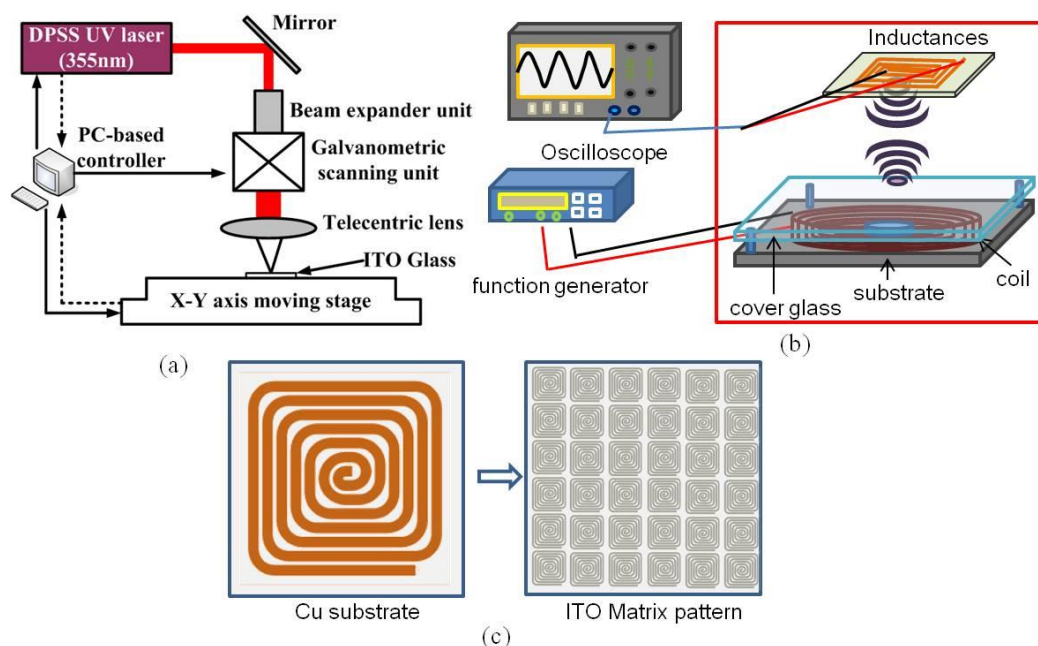 DPSS UV laser
(355nm)
Mirror
Beam expander unit
PC-based
controller
Galvanometric
scanning unit
Telecentric lens
ITO Glass
X-Y axis moving stage
(a)
Oscilloscope
Inductances
function generator
cover glass
substrate
coil
(b)
Cu substrate
ITO Matrix pattern
(c)